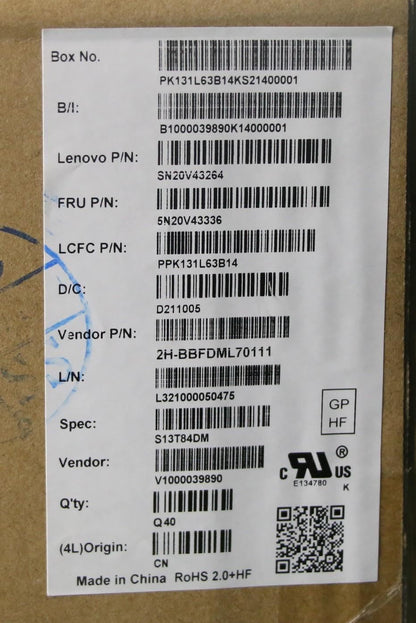 Box No.
PK131L63B14KS21400001
B/I:
B1000039890K14000001
Lenovo P/N:
SN20V43264
FRU P/N:
5N20V43336
LCFC P/N:
PPK131L63B14
D/C:
D211005
Vendor P/N:
2H-BBFDML70111
L/N:
L321000050475
Spec:
S13T84DM
GP
HF
Vendor:
V1000039890
C RU ® US
E134780
K
Q'ty:
Q40
(4L)Origin:
CN
Made in China RoHS 2.0+HF